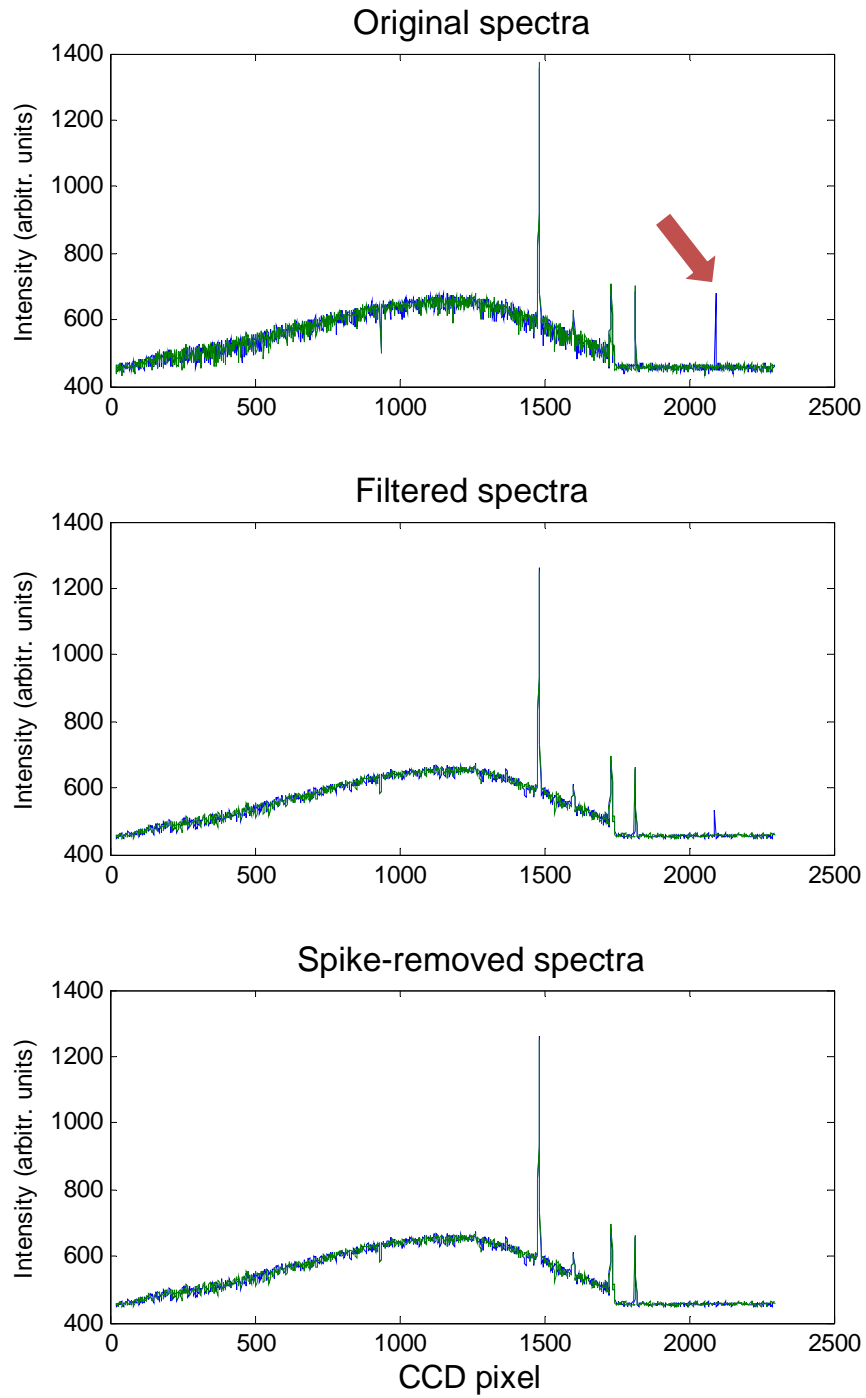 Original spectra
Intensity (arbitr. units)
1400
1200
1000
800
600
400
0 500 1000 1500 2000 2500
Filtered spectra
Intensity (arbitr. units)
1400
1200
1000
800
600
400
0 500 1000 1500 2000 2500
Spike-removed spectra
Intensity (arbitr. units)
1400
1200
1000
800
600
400
0 500 1000 1500 2000 2500
CCD pixel